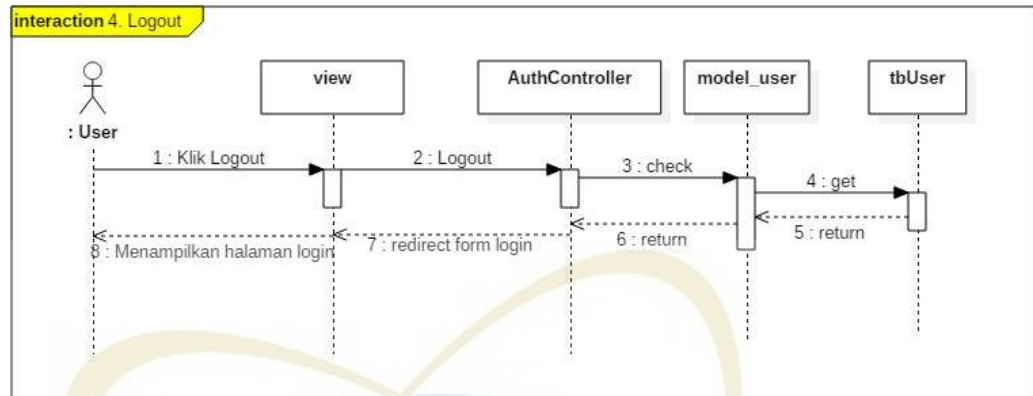 interaction 4. Logout
view
AuthController
model_user
tbUser
: User
1 : Klik Logout
2 : Logout
3 : check
4 : get
5 : return
6 : return
7 : redirect form login
8 : Menampilkan halaman login